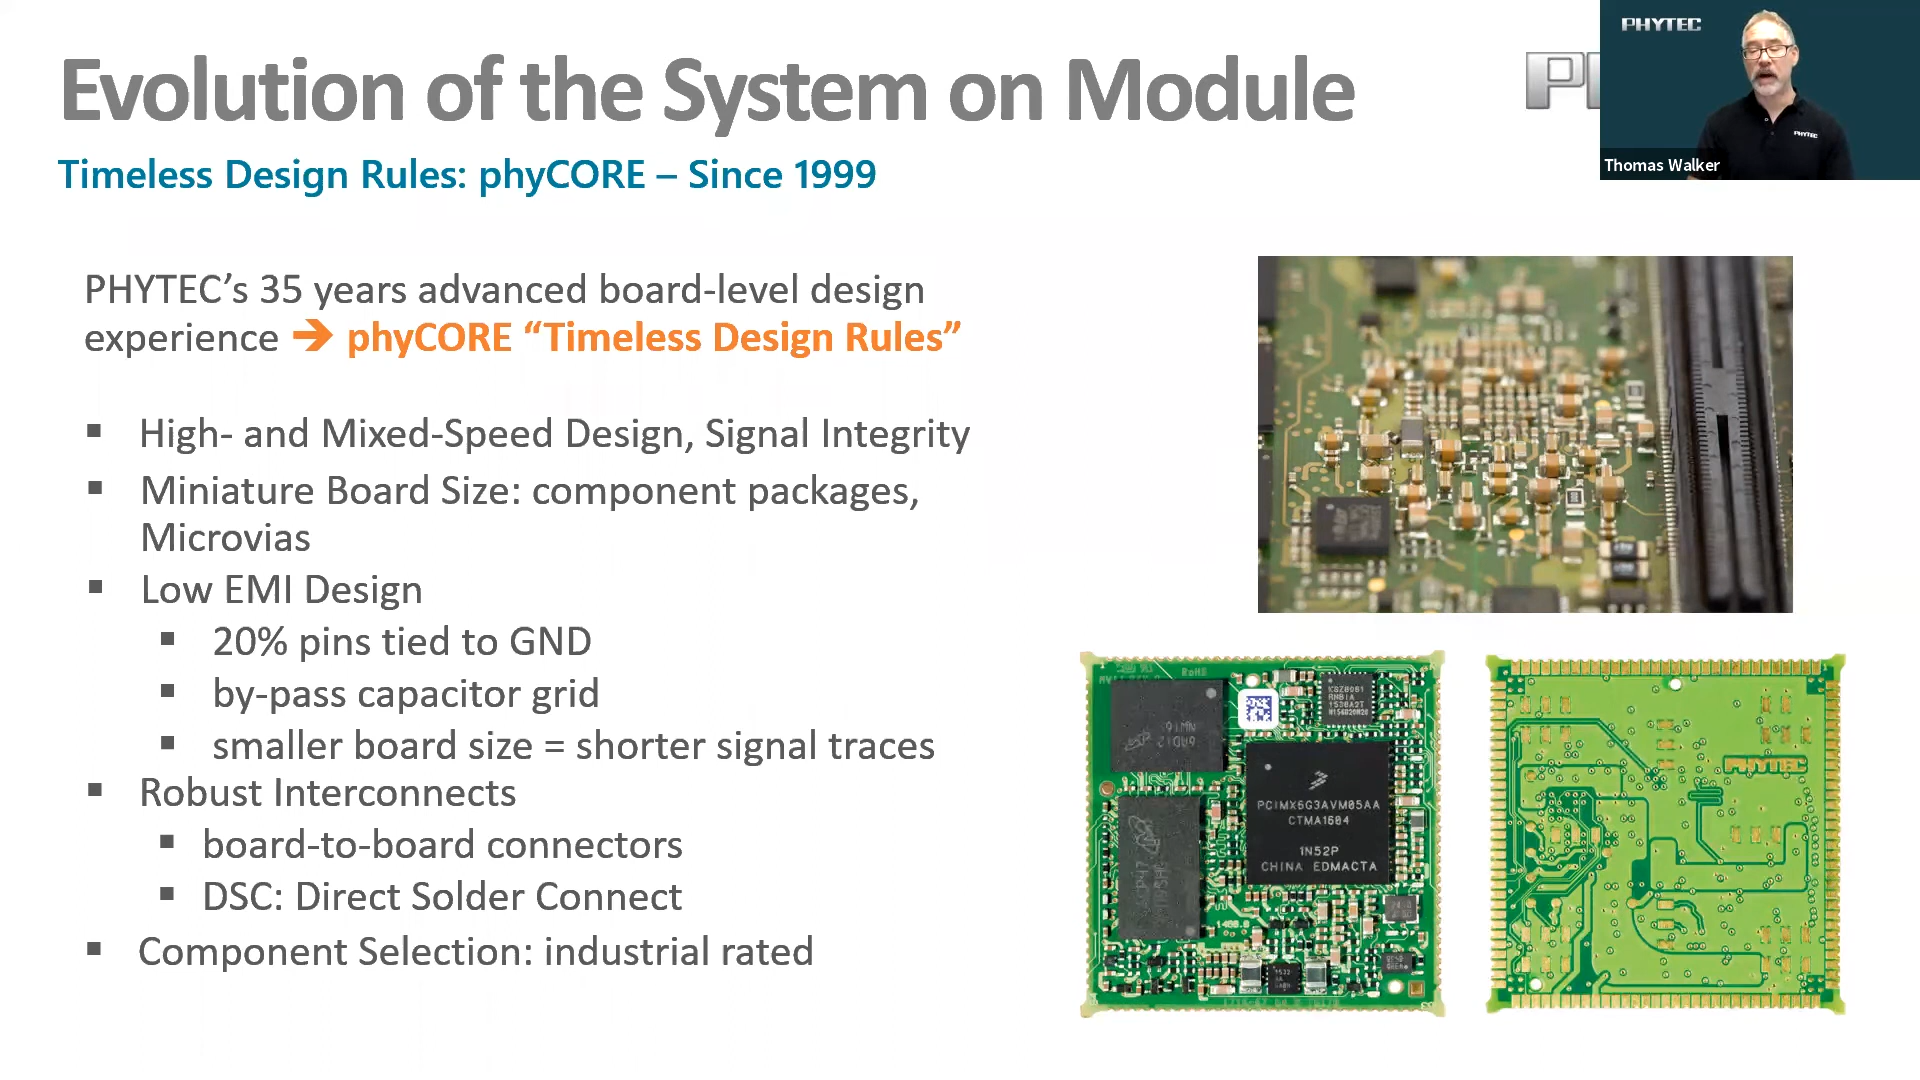 Evolution of the System on Module
PHYTEC
Thomas Walker
Timeless Design Rules: phyCORE – Since 1999
PHYTEC’s 35 years advanced board-level design
experience ➔ phyCORE “Timeless Design Rules”
▪ High- and Mixed-Speed Design, Signal Integrity
▪ Miniature Board Size: component packages,
Microvias
▪ Low EMI Design
▪ 20% pins tied to GND
▪ by-pass capacitor grid
▪ smaller board size = shorter signal traces
▪ Robust Interconnects
▪ board-to-board connectors
▪ DSC: Direct Solder Connect
▪ Component Selection: industrial rated
RoHS
KSZ8081
RNBIA
PCIMX6G3AVM05AA
CTMA1604
1N52P
CHINA EDMACTA
PHYTEC